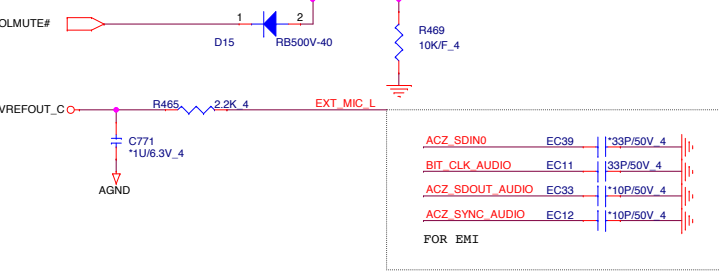 OLMUTE#
1
2
D15
RB500V-40
R469
10K/F_4
VREFOUT_C
R465
2.2K_4
EXT_MIC_L
C771
*1U/6.3V_4
AGND
ACZ_SDIN0 EC39 *33P/50V_4
BIT_CLK_AUDIO EC11 33P/50V_4
ACZ_SDOUT_AUDIO EC33 *10P/50V_4
ACZ_SYNC_AUDIO EC12 *10P/50V_4
FOR EMI